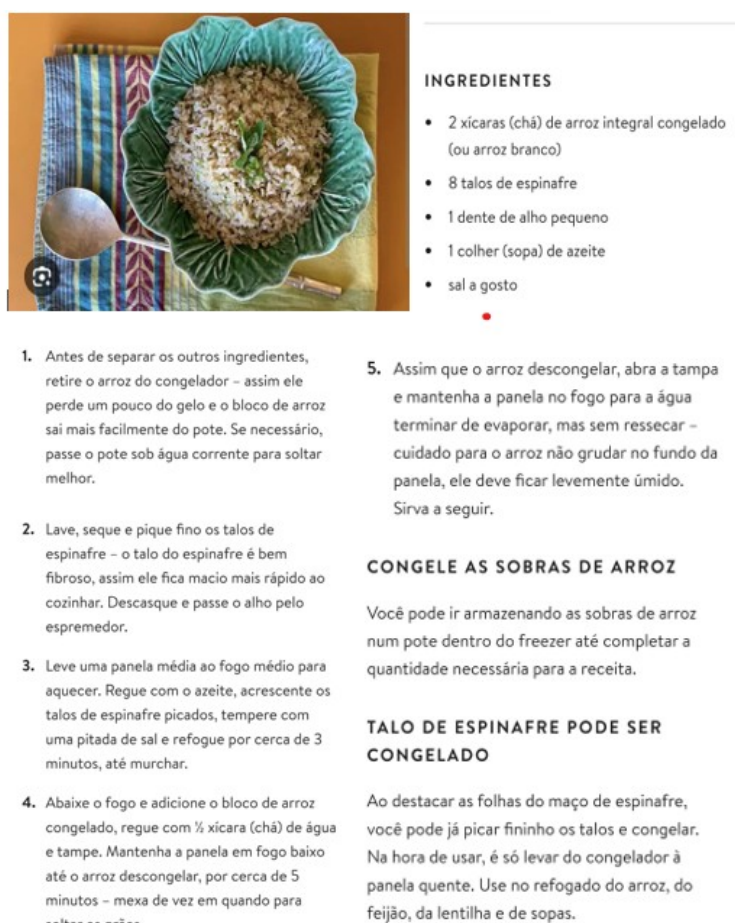 INGREDIENTES
• 2 xícaras (chá) de arroz integral congelado
(ou arroz branco)
• 8 talos de espinafre
• 1 dente de alho pequeno
• 1 colher (sopa) de azeite
• sal a gosto
1. Antes de separar os outros ingredientes,
retire o arroz do congelador – assim ele
perde um pouco do gelo e o bloco de arroz
sai mais facilmente do pote. Se necessário,
passe o pote sob água corrente para soltar
melhor.
2. Lave, seque e pique fino os talos de
espinafre – o talo do espinafre é bem
fibroso, assim ele fica macio mais rápido ao
cozinhar. Descasque e passe o alho pelo
espremedor.
3. Leve uma panela média ao fogo médio para
aquecer. Regue com o azeite, acrescente os
talos de espinafre picados, tempere com
uma pitada de sal e refogue por cerca de 3
minutos, até murchar.
4. Abaixe o fogo e adicione o bloco de arroz
congelado, regue com ½ xícara (chá) de água
e tampe. Mantenha a panela em fogo baixo
até o arroz descongelar, por cerca de 5
minutos – mexa de vez em quando para
5. Assim que o arroz descongelar, abra a tampa
e mantenha a panela no fogo para a água
terminar de evaporar, mas sem ressecar –
cuidado para o arroz não grudar no fundo da
panela, ele deve ficar levemente úmido.
Sirva a seguir.
CONGELE AS SOBRAS DE ARROZ
Você pode ir armazenando as sobras de arroz
num pote dentro do freezer até completar a
quantidade necessária para a receita.
TALO DE ESPINAFRE PODE SER
CONGELADO
Ao destacar as folhas do maço de espinafre,
você pode já picar fininho os talos e congelar.
Na hora de usar, é só levar do congelador à
panela quente. Use no refogado do arroz, do
feijão, da lentilha e de sopas.